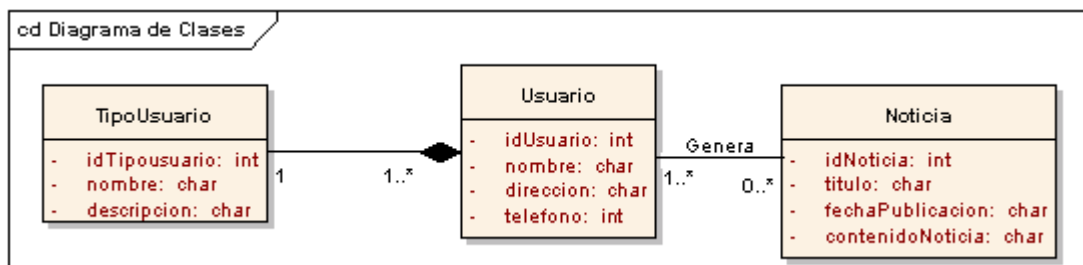 cd Diagrama de Clases
TipoUsuario
- idTipousuario: int
- nombre: char
- descripcion: char
1
1..*
Usuario
- idUsuario: int
- nombre: char
- direccion: char
- telefono: int
Genera
1..*
0..*
Noticia
- idNoticia: int
- titulo: char
- fechaPublicacion: char
- contenidoNoticia: char